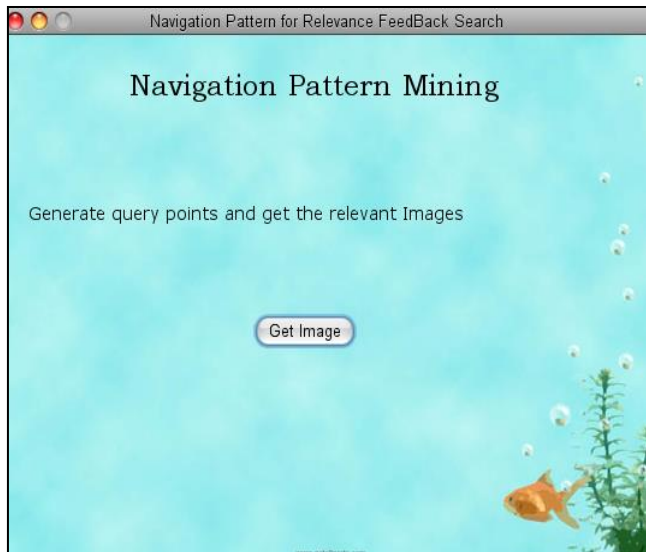 Navigation Pattern for Relevance FeedBack Search
Navigation Pattern Mining
Generate query points and get the relevant Images
Get Image